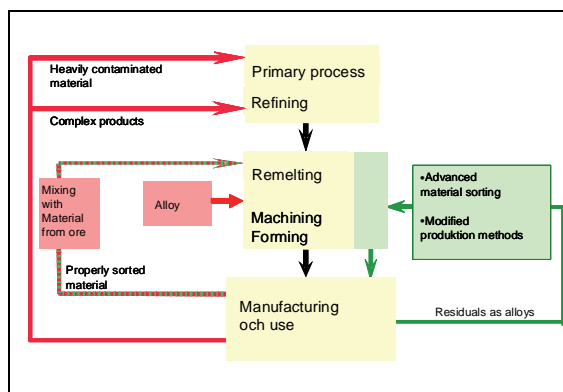 Heavily contaminated
material
Complex products
Primary process
Refining
Mixing
with
Material
from ore
Alloy
Remelting
Machining
Forming
•Advanced
material sorting
•Modified
produktion methods
Properly sorted
material
Manufacturing
och use
Residuals as alloys